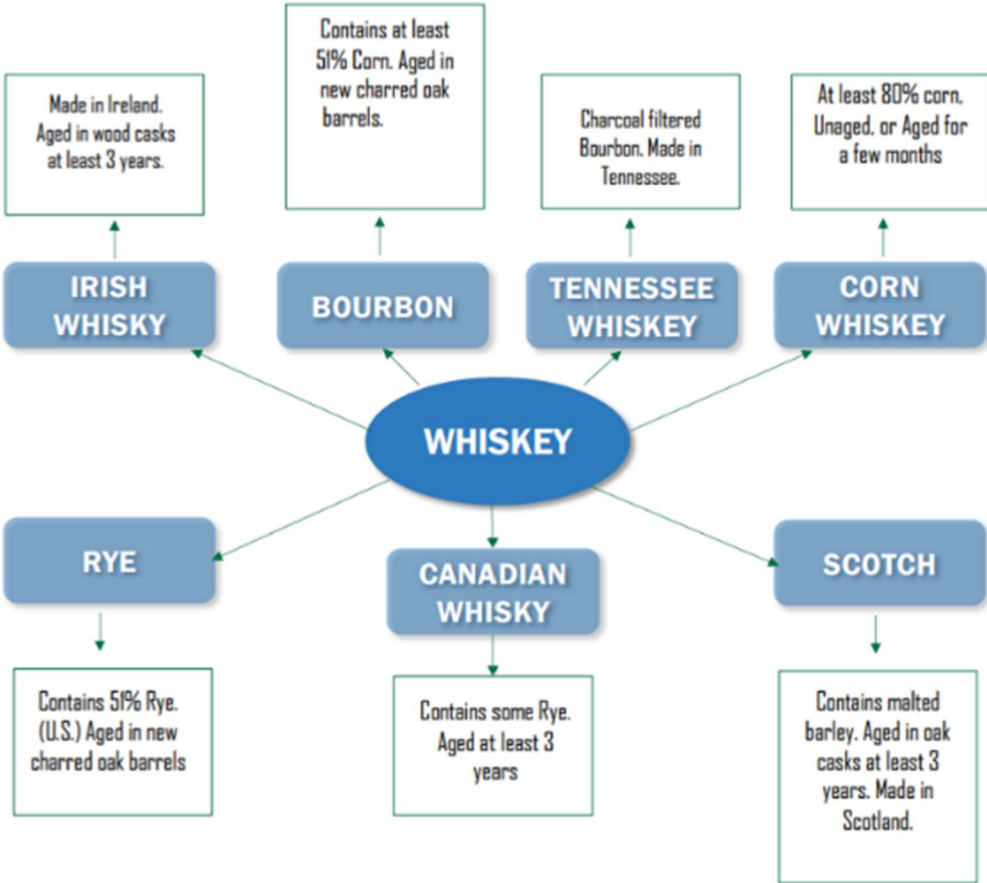 Contains at least
51% Corn. Aged in
new charred oak
barrels.
Made in Ireland.
Aged in wood casks
at least 3 years.
Charcoal filtered
Bourbon. Made in
Tennessee.
At least 80% corn.
Unaged, or Aged for
a few months
IRISH
WHISKY
BOURBON
TENNESSEE
WHISKEY
CORN
WHISKEY
WHISKEY
RYE
CANADIAN
WHISKY
SCOTCH
Contains 51% Rye.
(U.S.) Aged in new
charred oak barrels
Contains some Rye.
Aged at least 3
years
Contains malted
barley. Aged in oak
casks at least 3
years. Made in
Scotland.